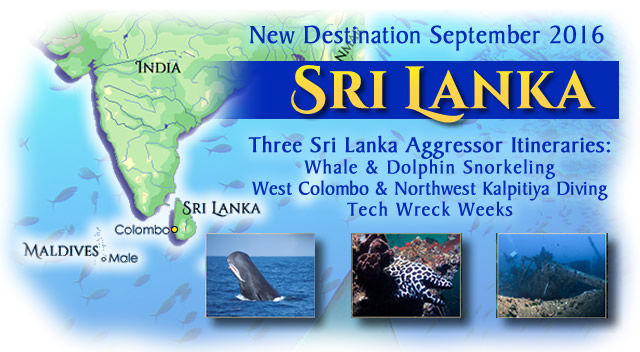 New Destination September 2016
SRI LANKA
Three Sri Lanka Aggressor Itineraries:
Whale & Dolphin Snorkeling
West Colombo & Northwest Kalpitiya Diving
Tech Wreck Weeks
INDIA
SRI LANKA
Colombo
MALDIVES
Male